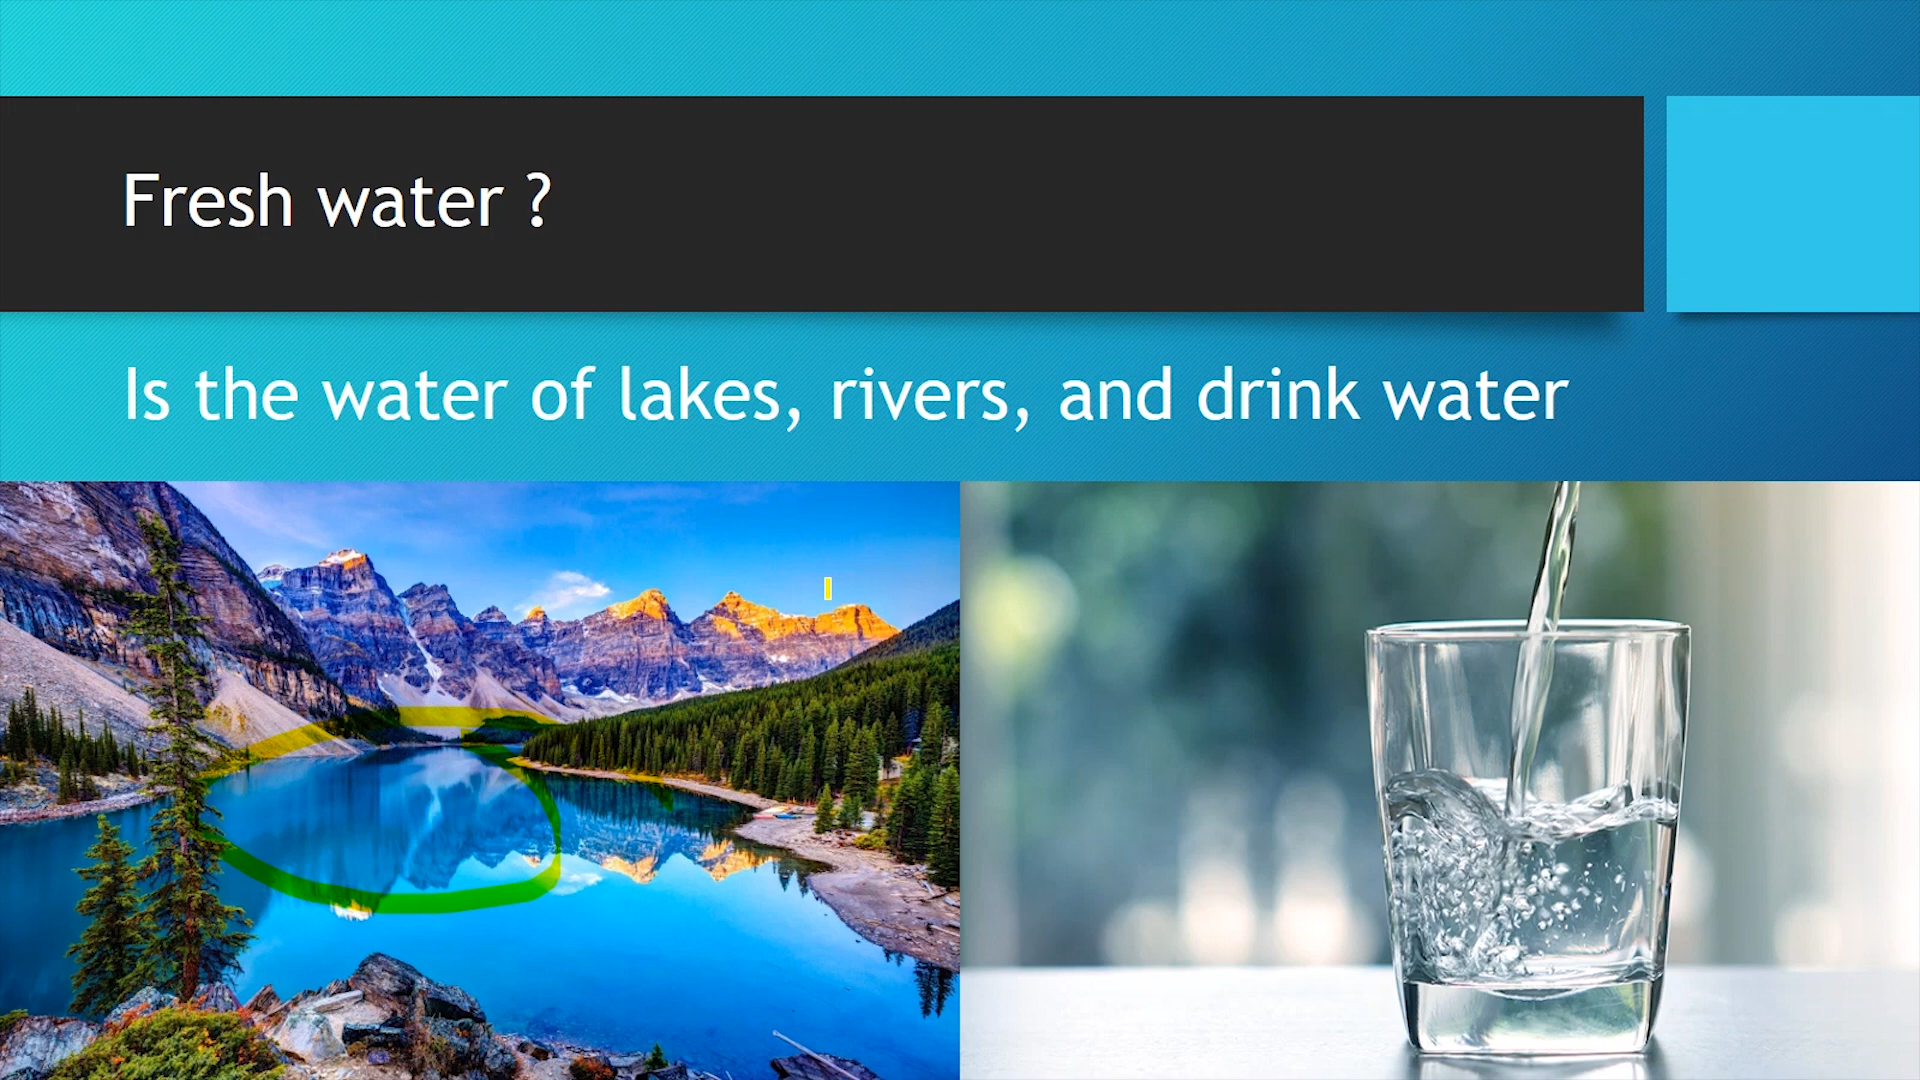 Fresh water ?
Is the water of lakes, rivers, and drink water